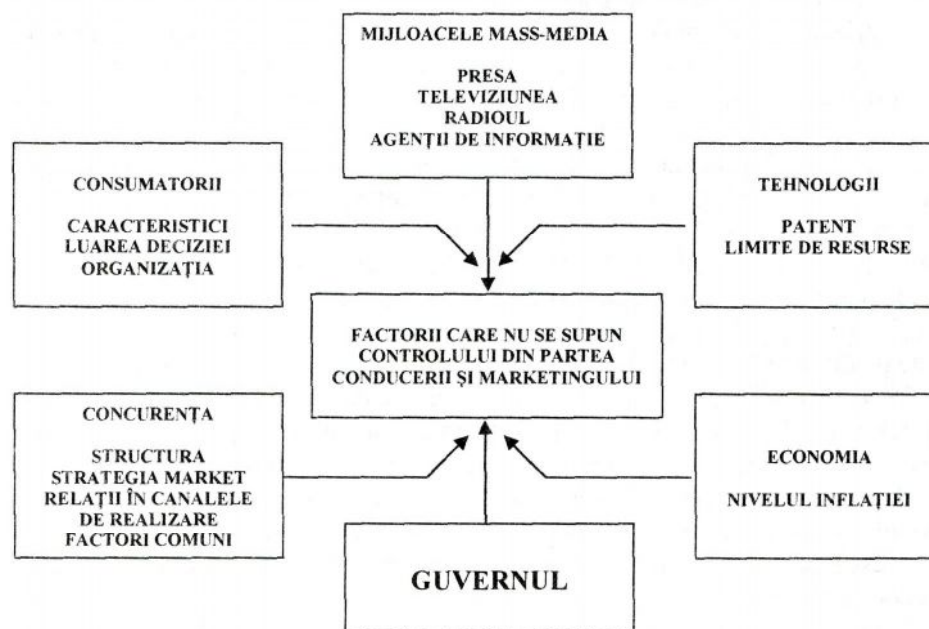 MIJLOACELE MASS-MEDIA
PRESA
TELEVIZIUNEA
RADIOUL
AGENȚII DE INFORMAȚIE
CONSUMATORII
CARACTERISTICI
LUAREA DECIZIEI
ORGANIZAȚIA
TEHNOLOGII
PATENT
LIMITE DE RESURSE
FACTORII CARE NU SE SUPUN
CONTROLULUI DIN PARTEA
CONDUCERII ȘI MARKETINGULUI
CONCURENȚA
STRUCTURA
STRATEGIA MARKET
RELAȚII ÎN CANALELE
DE REALIZARE
FACTORI COMUNI
ECONOMIA
NIVELUL INFLAȚIEI
GUVERNUL